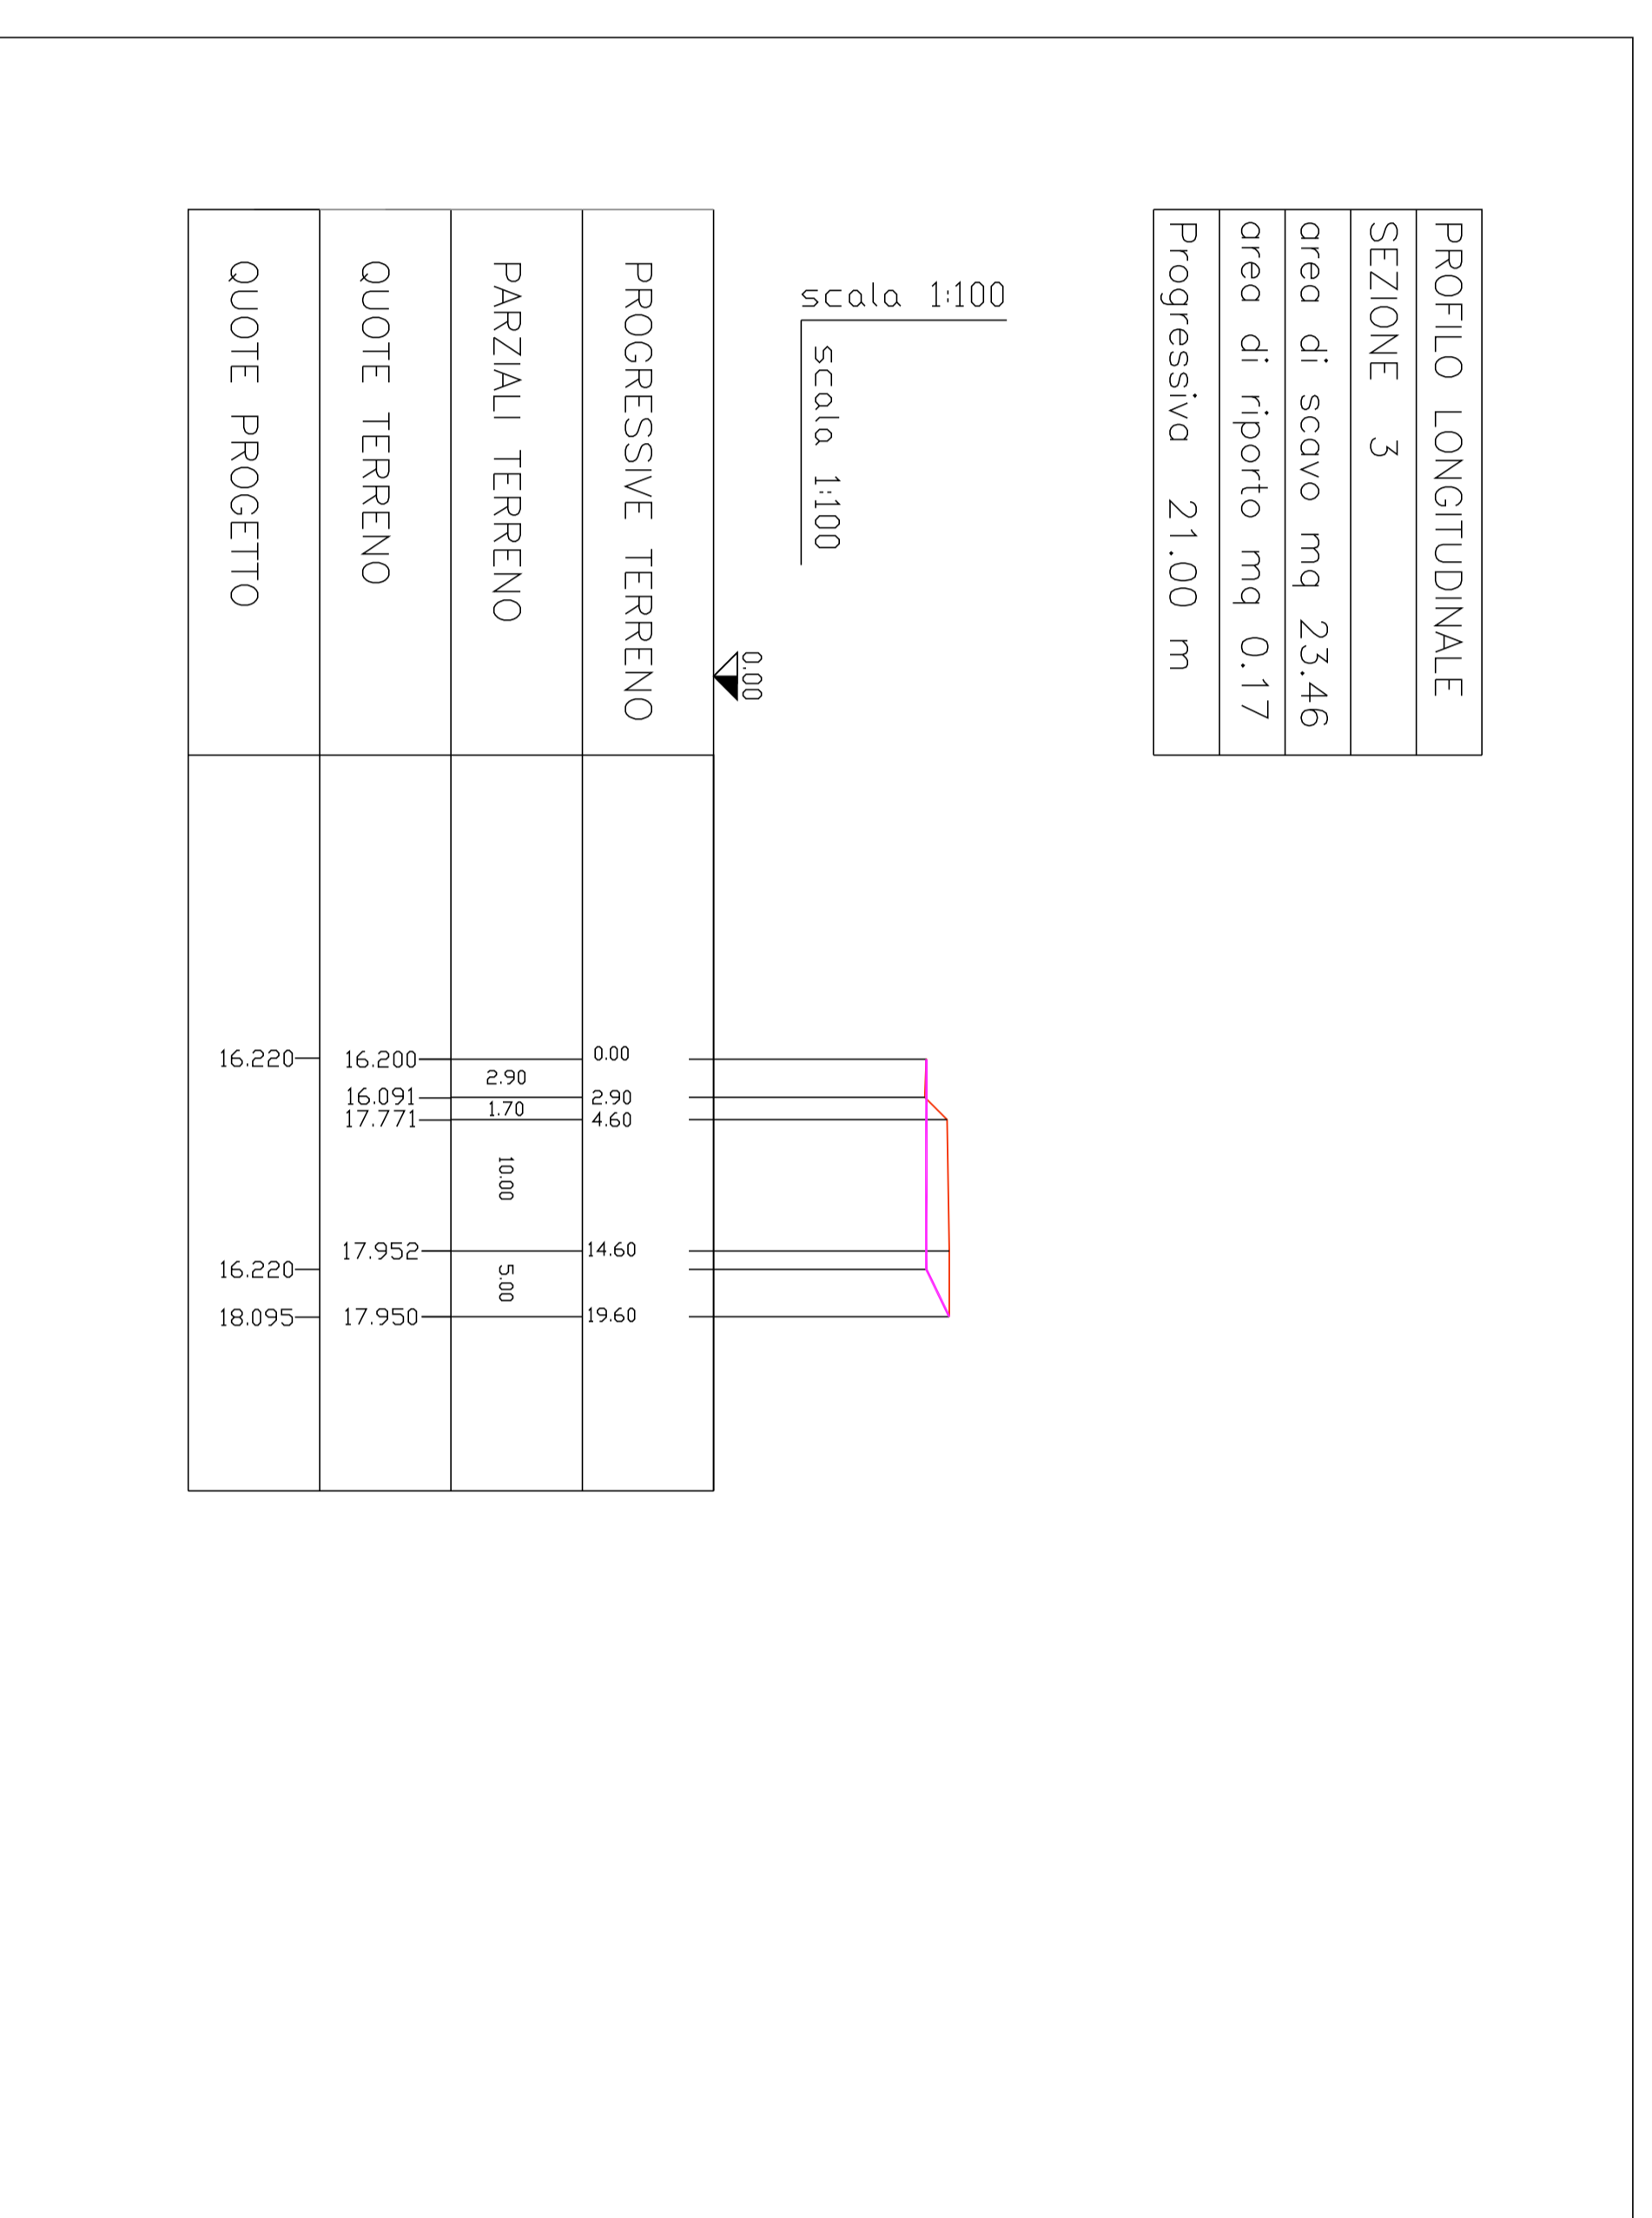 PROFILO LONGITUDINALE
SEZIONE 3
area di scavo mq 23.46
area di riporto mq 0.17
Progressiva 21.00 m
scala 1:100
scala 1:100
0.00
PROGRESSIVE TERRENO
0.00
2.90
4.60
14.60
19.60
PARZIALI TERRENO
2.90
1.70
10.00
5.00
QUOTE TERRENO
16.200
16.091
17.771
17.952
17.950
QUOTE PROGETTO
16.220
16.220
18.095